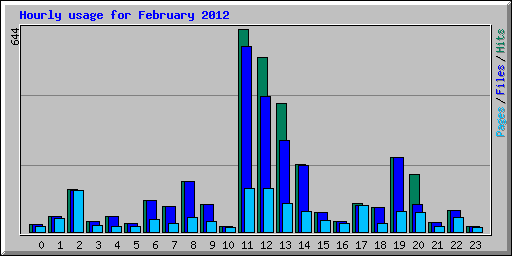 Hourly usage for February 2012
644
Pages / Files / Hits
0 1 2 3 4 5 6 7 8 9 10 11 12 13 14 15 16 17 18 19 20 21 22 23